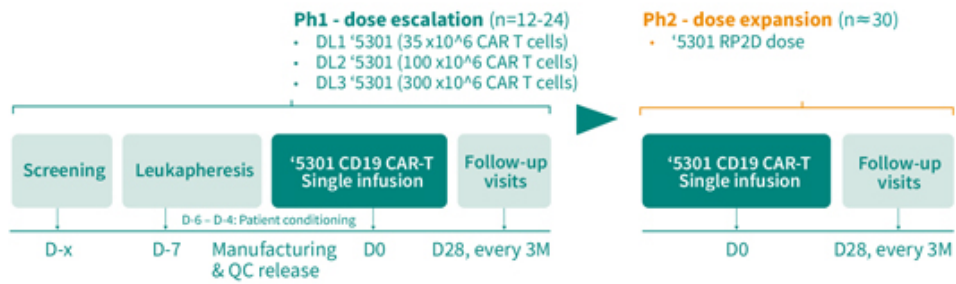 Ph1 - dose escalation (n=12-24)
• DL1 ‘5301 (35 x10^6 CAR T cells)
• DL2 ‘5301 (100 x10^6 CAR T cells)
• DL3 ‘5301 (300 x10^6 CAR T cells)
Ph2 - dose expansion (n≈30)
• ‘5301 RP2D dose
Screening
Leukapheresis
‘5301 CD19 CAR-T
Single infusion
Follow-up
visits
D-6 – D-4: Patient conditioning
D-x
D-7
Manufacturing
& QC release
D0
D28, every 3M
‘5301 CD19 CAR-T
Single infusion
Follow-up
visits
D0
D28, every 3M